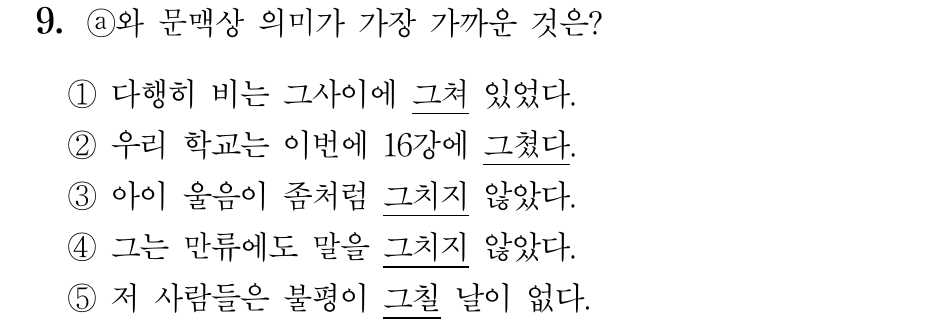 9. ⓐ와 문맥상 의미가 가장 가까운 것은?
① 다행히 비는 그사이에 그쳐 있었다.
② 우리 학교는 이번에 16강에 그쳤다.
③ 아이 울음이 좀처럼 그치지 않았다.
④ 그는 만류에도 말을 그치지 않았다.
⑤ 저 사람들은 불평이 그칠 날이 없다.